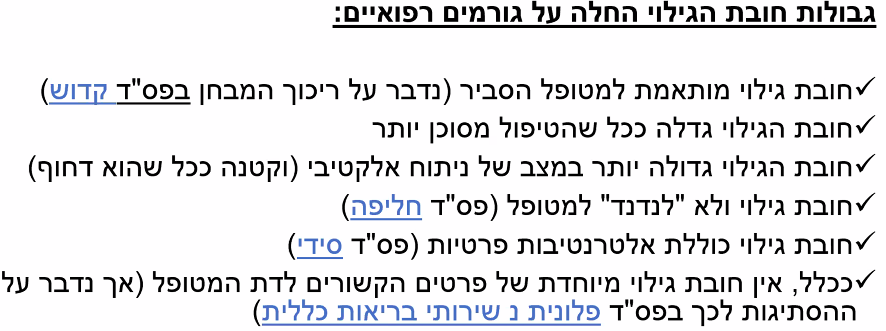 גבולות חובת הגילוי החלה על גורמים רפואיים:
✓חובת גילוי מותאמת למטופל הסביר (נדבר על ריכוך המבחן בפס"ד קדוש)
✓חובת הגילוי גדלה ככל שהטיפול מסוכן יותר
✓חובת הגילוי גדולה יותר במצב של ניתוח אלקטיבי (וקטנה ככל שהוא דחוף)
✓חובת גילוי ולא "לנדנד" למטופל (פס"ד חליפה)
✓חובת גילוי כוללת אלטרנטיבות פרטיות (פס"ד סידי)
✓ככלל, אין חובת גילוי מיוחדת של פרטים הקשורים לדת המטופל (אך נדבר על
ההסתיגות לכך בפס"ד פלונית נ שירותי בריאות כללית)